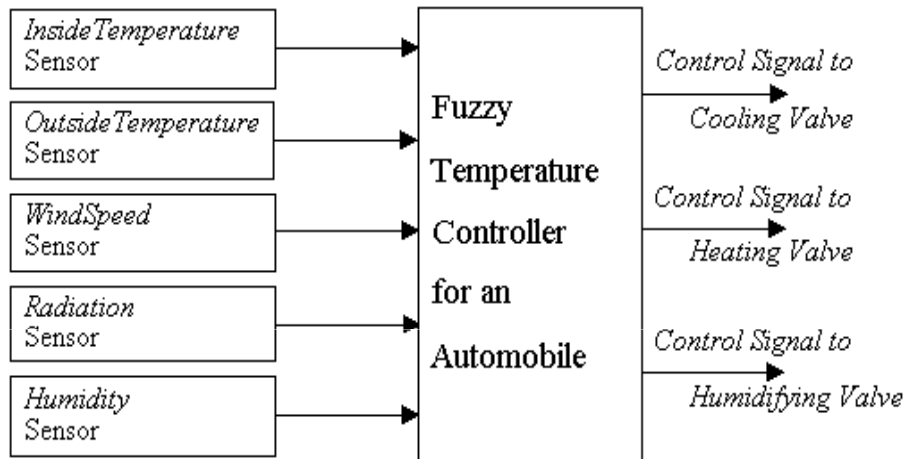 InsideTemperature
Sensor
OutsideTemperature
Sensor
WindSpeed
Sensor
Radiation
Sensor
Humidity
Sensor
Fuzzy
Temperature
Controller
for an
Automobile
Control Signal to
Cooling Valve
Control Signal to
Heating Valve
Control Signal to
Humidifying Valve